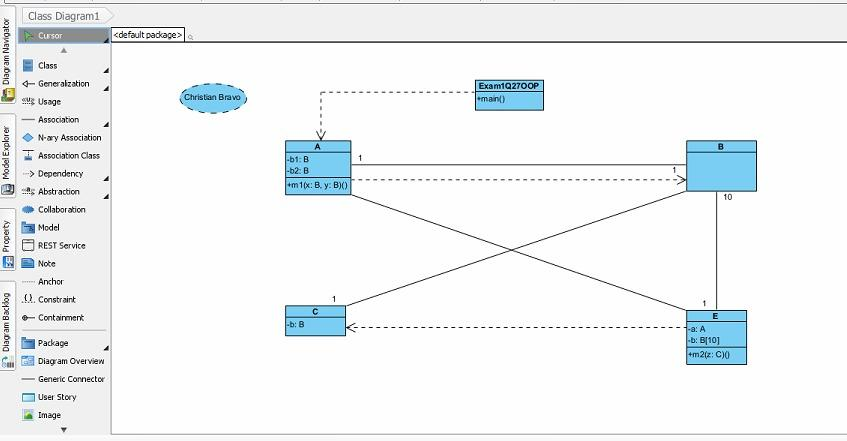 Class Diagram1
Diagram Navigator
Model Explorer
Property
Diagram Backlog
Cursor
Class
Generalization
Usage
Association
N-ary Association
Association Class
Dependency
Abstraction
Collaboration
Model
REST Service
Note
Anchor
Constraint
Containment
Package
Diagram Overview
Generic Connector
User Story
Image
<default package>
Christian Bravo
Exam1Q27OOP
+main()
A
-b1: B
-b2: B
+m1(x: B, y: B)()
1
1
B
10
1
C
-b: B
1
E
-a: A
-b: B[10]
+m2(z: C)()